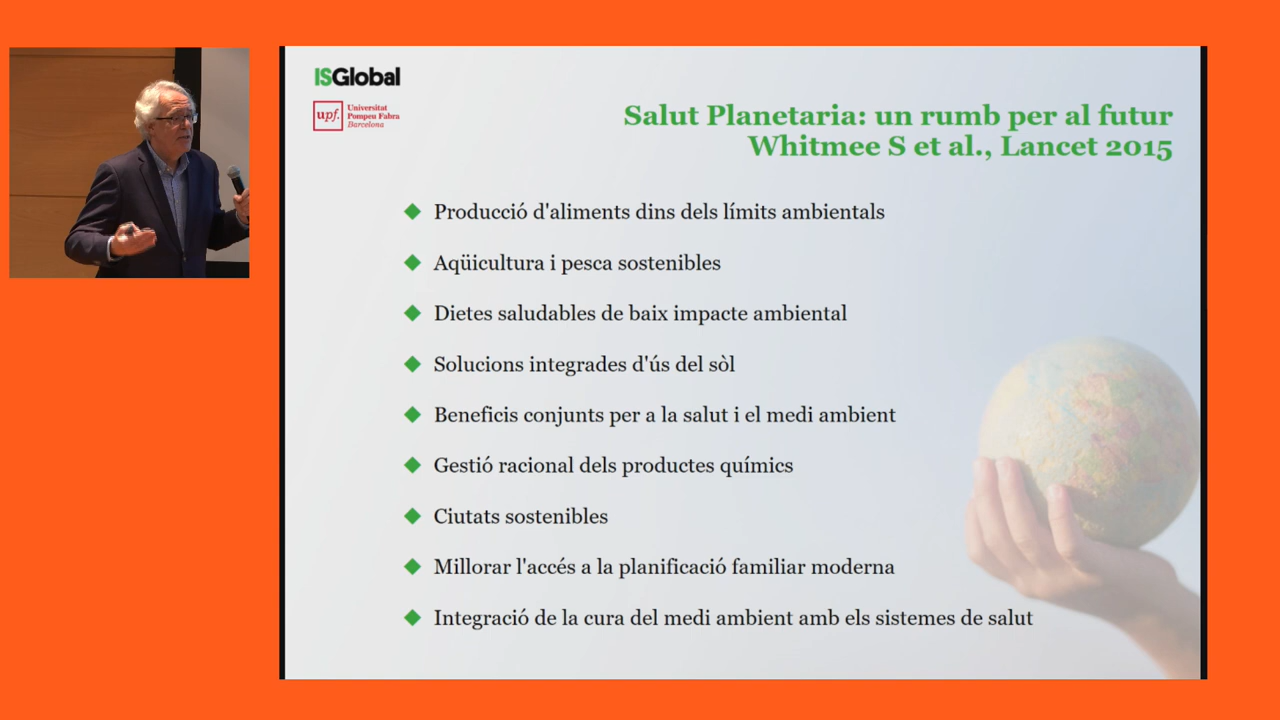 ISGlobal
upf.
Universitat
Pompeu Fabra
Barcelona
Salut Planetaria: un rumb per al futur
Whitmee S et al., Lancet 2015
Producció d'aliments dins dels límits ambientals
Aqüicultura i pesca sostenibles
Dietes saludables de baix impacte ambiental
Solucions integrades d'ús del sòl
Beneficis conjunts per a la salut i el medi ambient
Gestió racional dels productes químics
Ciutats sostenibles
Millorar l'accés a la planificació familiar moderna
Integració de la cura del medi ambient amb els sistemes de salut